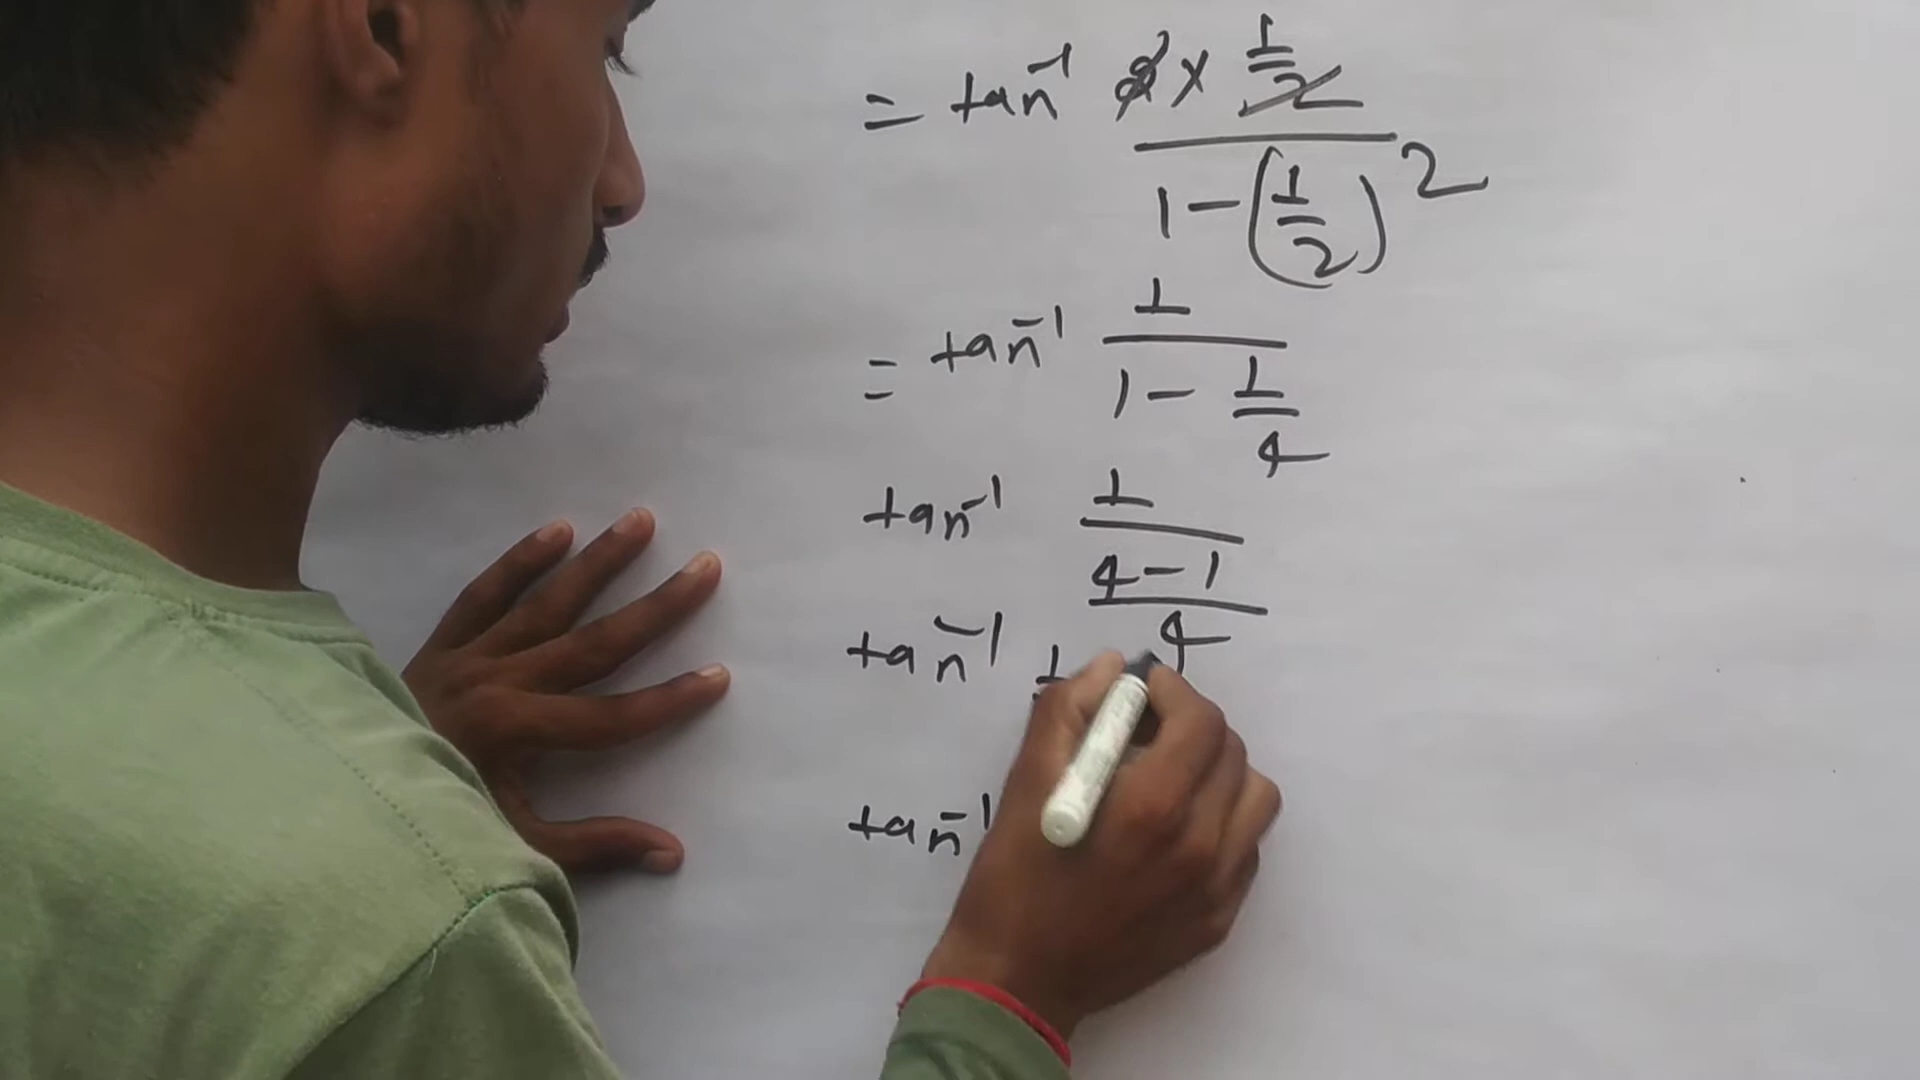 = tan⁻¹ 2 × 1/2
1 - (1/2)²
= tan⁻¹ 1
1 - 1/4
tan⁻¹ 1
4 - 1
4
tan⁻¹ 1
tan⁻¹